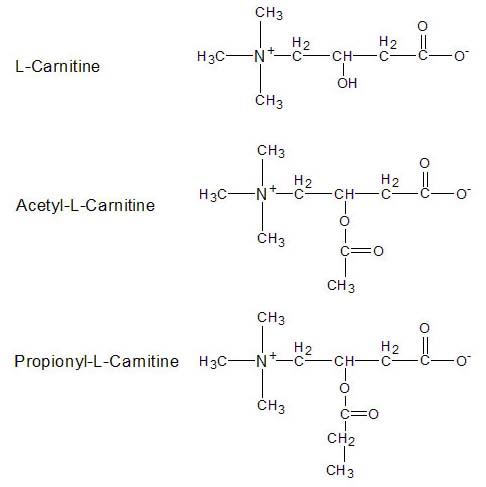 CH3
H2 H2 O
L-Carnitine H3C N+ C CH C C O-
OH
CH3
CH3
H2 H2 O
Acetyl-L-Carnitine H3C N+ C CH C C O-
O
CH3
C O
CH3
CH3
H2 H2 O
Propionyl-L-Carnitine H3C N+ C CH C C O-
O
CH3
C O
CH2
CH3